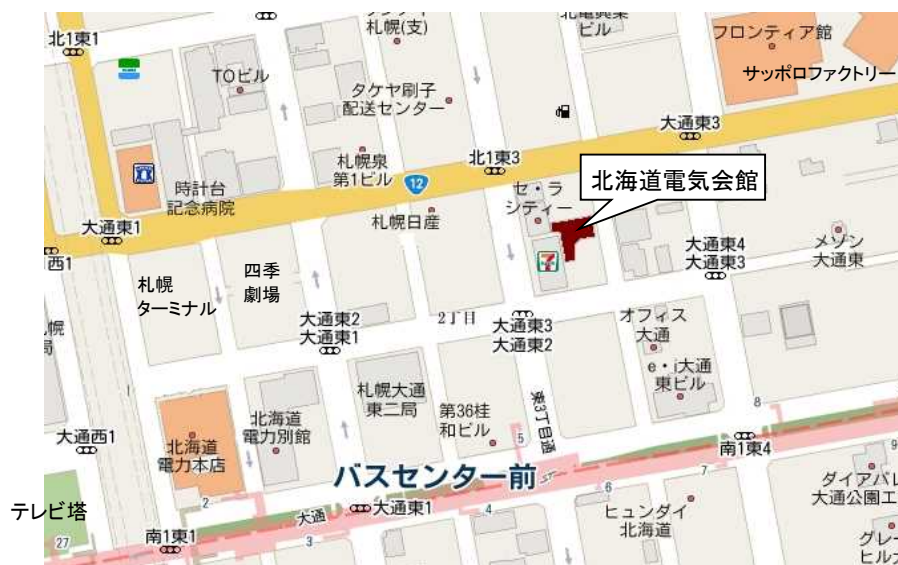 北1東1
札幌(支)
ビル
フロンティア館
サッポロファクトリー
TOビル
タケヤ刷子
配送センター
大通東3
北1東3
札幌泉
第1ビル
12
北海道電気会館
時計台
記念病院
セ・ラ
シティー
札幌日産
大通東1
西1
大通東4
大通東3
メゾン
大通東
札幌
ターミナル
四季
劇場
大通東2
大通東1
2丁目
大通東3
大通東2
オフィス
大通
e・i大通
東ビル
札幌大通
東二局
第36桂
和ビル
東3丁目通
北海道
電力本店
北海道
電力別館
大通西1
1
8
5
南1東4
9
バスセンター前
テレビ塔
27
2
大通
大通東1
3
4
6
7
南1東1
ヒュンダイ
北海道
ダイアパレ
大通公園エ
グレー